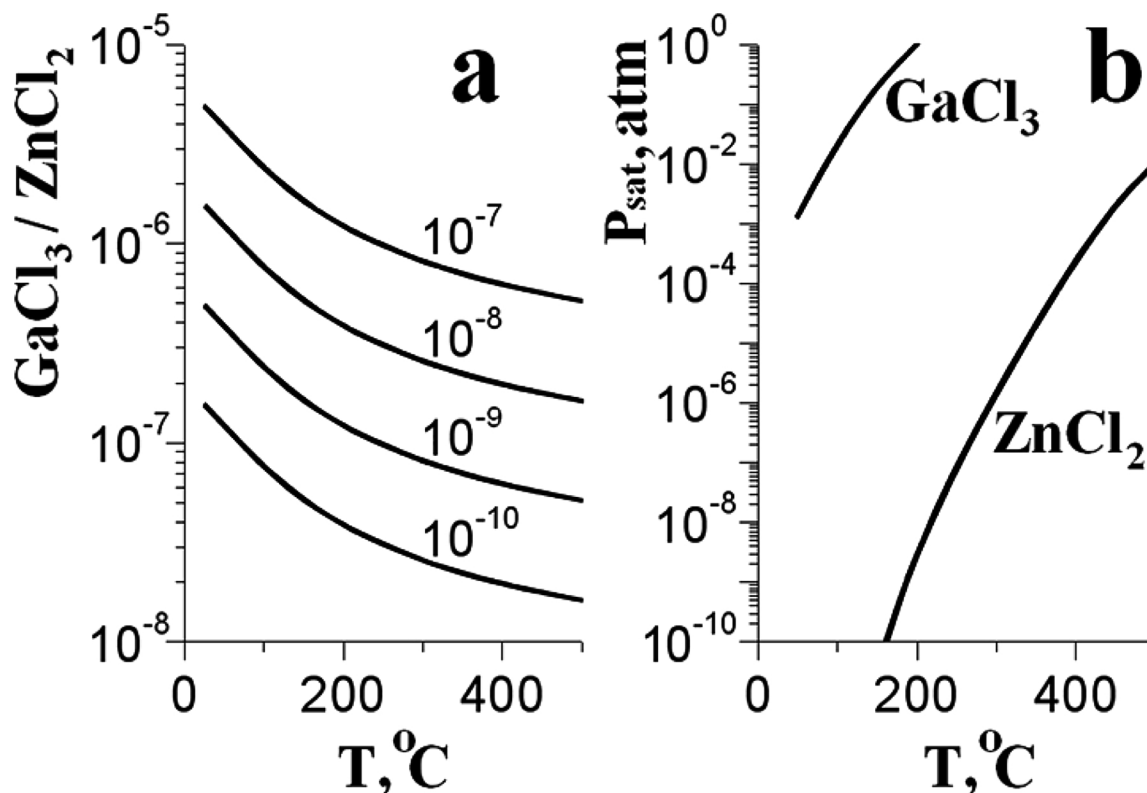 a
GaCl₃ / ZnCl₂
10⁻⁵
10⁻⁶
10⁻⁷
10⁻⁸
10⁻⁷
10⁻⁸
10⁻⁹
10⁻¹⁰
0
200
400
T, °C
b
Pₛₐₜ, atm
10⁰
10⁻²
10⁻⁴
10⁻⁶
10⁻⁸
10⁻¹⁰
GaCl₃
ZnCl₂
0
200
400
T, °C